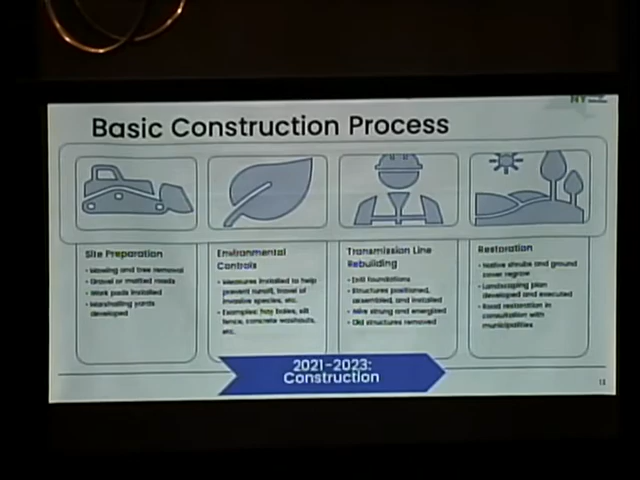 NY
Basic Construction Process
Site Preparation
• Mowing and tree removal
• Gravel or matted roads
• Work pads installed
• Marshalling yards
developed
Environmental
Controls
• Measures installed to help
prevent runoff, travel of
invasive species, etc.
• Examples: hay bales, silt
fence, concrete washouts,
etc.
Transmission Line
Rebuilding
• Drill foundations
• Structures positioned,
assembled, and installed
• Wire strung and energized
• Old structures removed
Restoration
• Native shrubs and ground
cover regrow
• Landscaping plan
developed and executed
• Road restoration in
consultation with
municipalities
2021-2023:
Construction